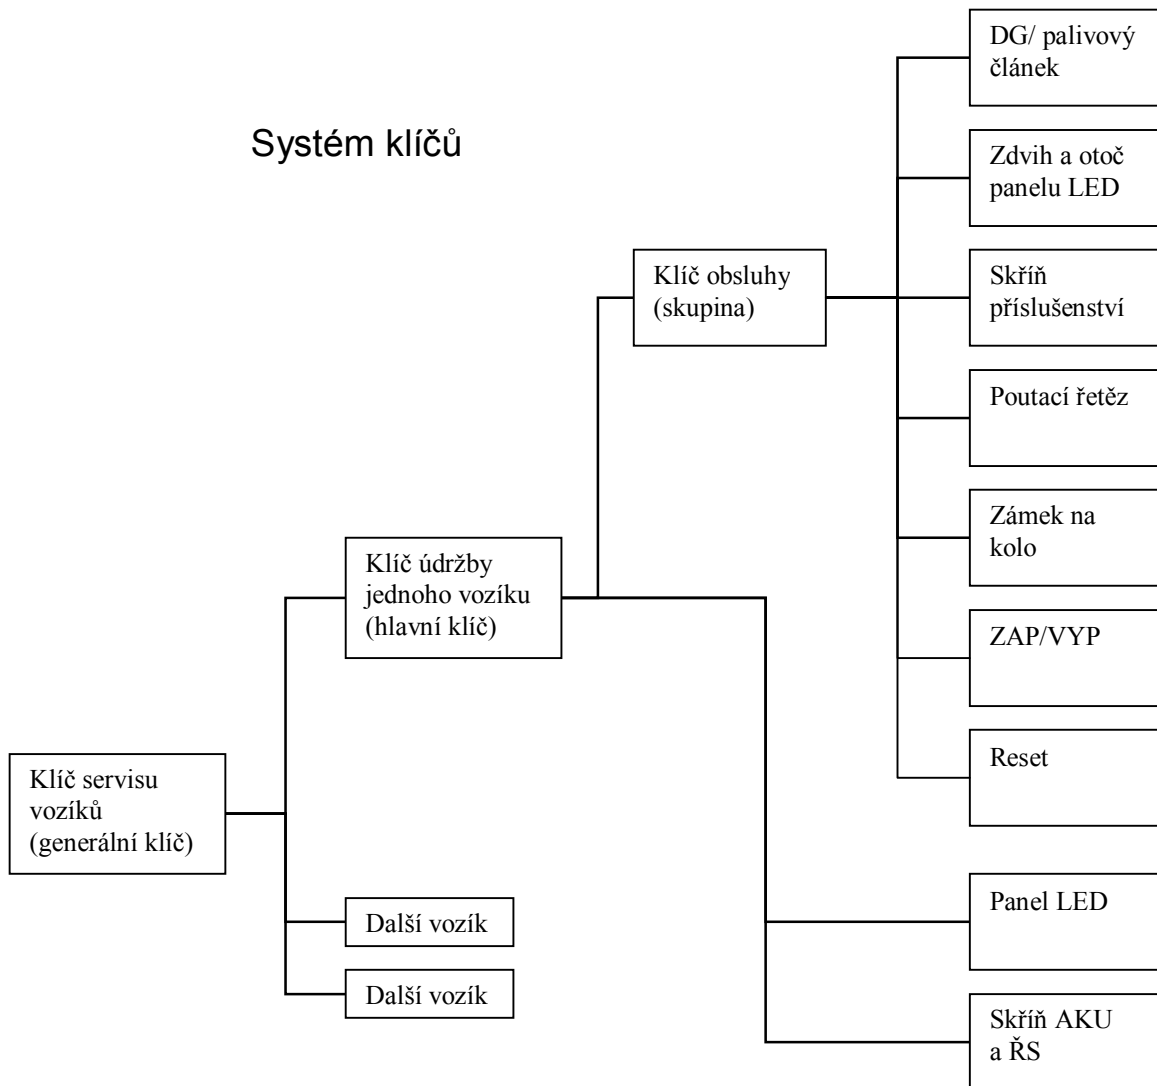 Systém klíčů
DG/ palivový
článek
Zdvih a otoč
panelu LED
Klíč obsluhy
(skupina)
Skříň
příslušenství
Poutací řetěz
Zámek na
kolo
Klíč údržby
jednoho vozíku
(hlavní klíč)
ZAP/VYP
Reset
Klíč servisu
vozíků
(generální klíč)
Další vozík
Další vozík
Panel LED
Skříň AKU
a ŘS